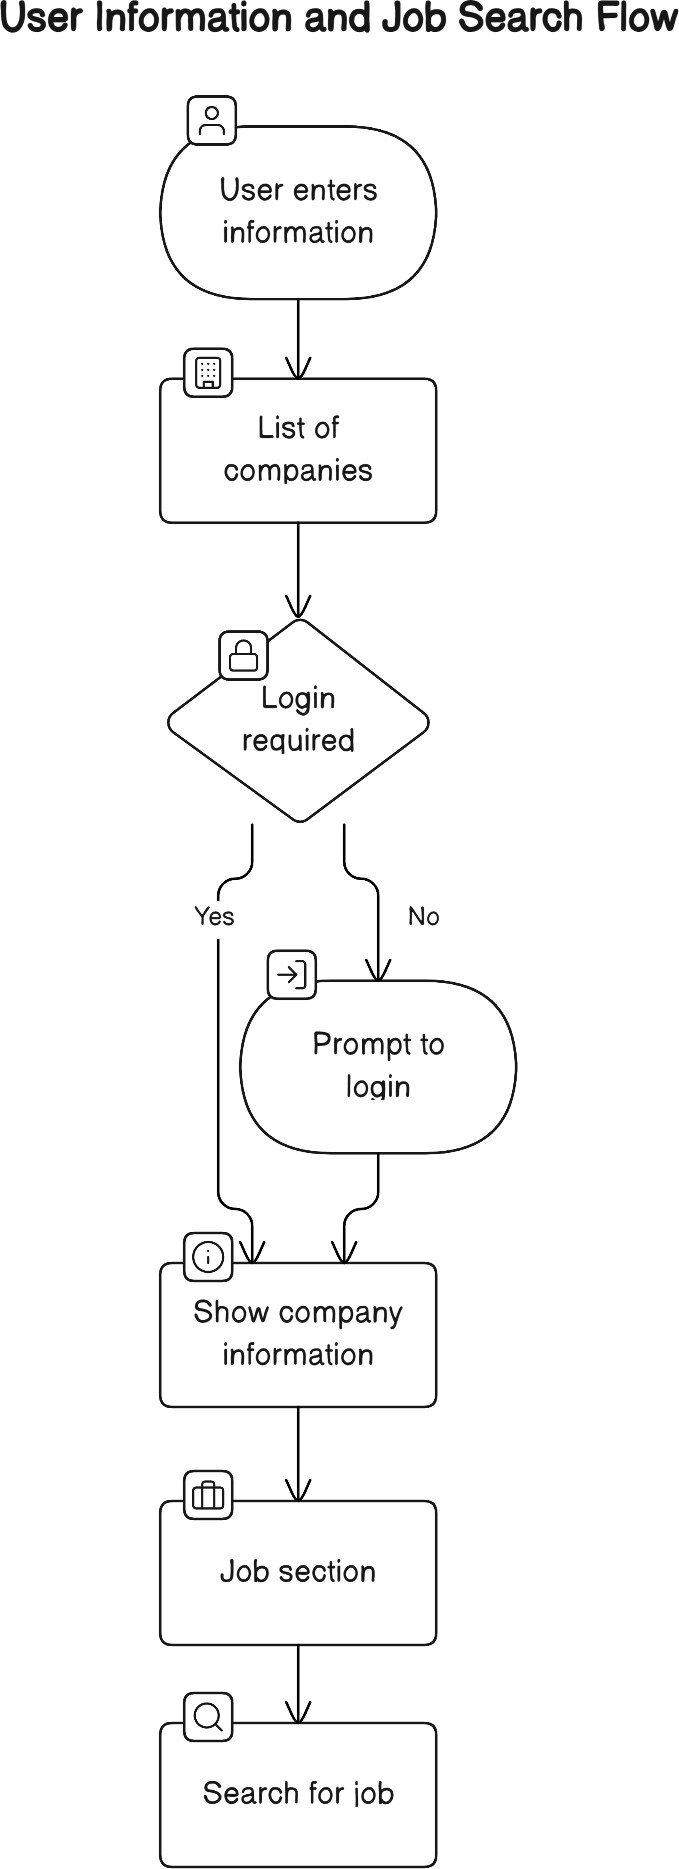 User Information and Job Search Flow
User enters
information
List of
companies
Login
required
Yes
No
Prompt to
login
Show company
information
Job section
Search for job